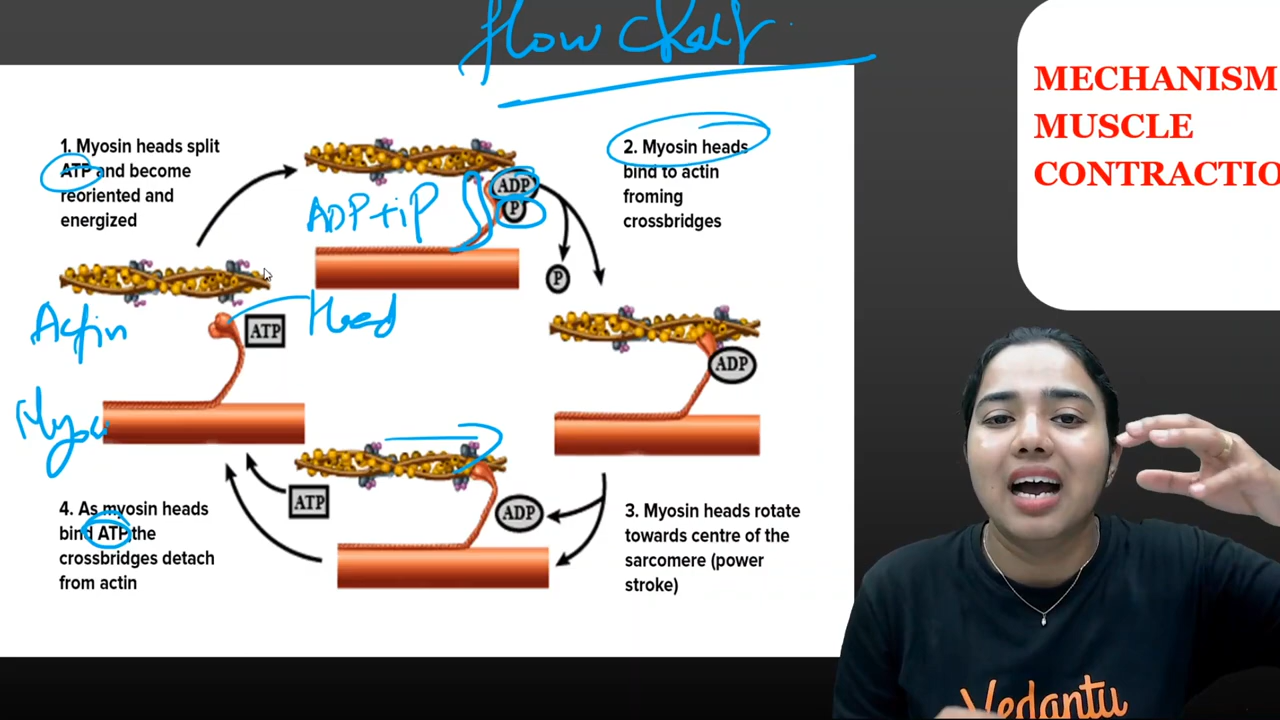 flow Chart
MECHANISM
MUSCLE
CONTRACTIO
1. Myosin heads split
ATP and become
reoriented and
energized
2. Myosin heads
bind to actin
froming
crossbridges
ADP
P
ADP+iP
P
Actin
Head
ATP
ADP
Myosi
ATP
ADP
4. As myosin heads
bind ATP the
crossbridges detach
from actin
3. Myosin heads rotate
towards centre of the
sarcomere (power
stroke)
Vedantu